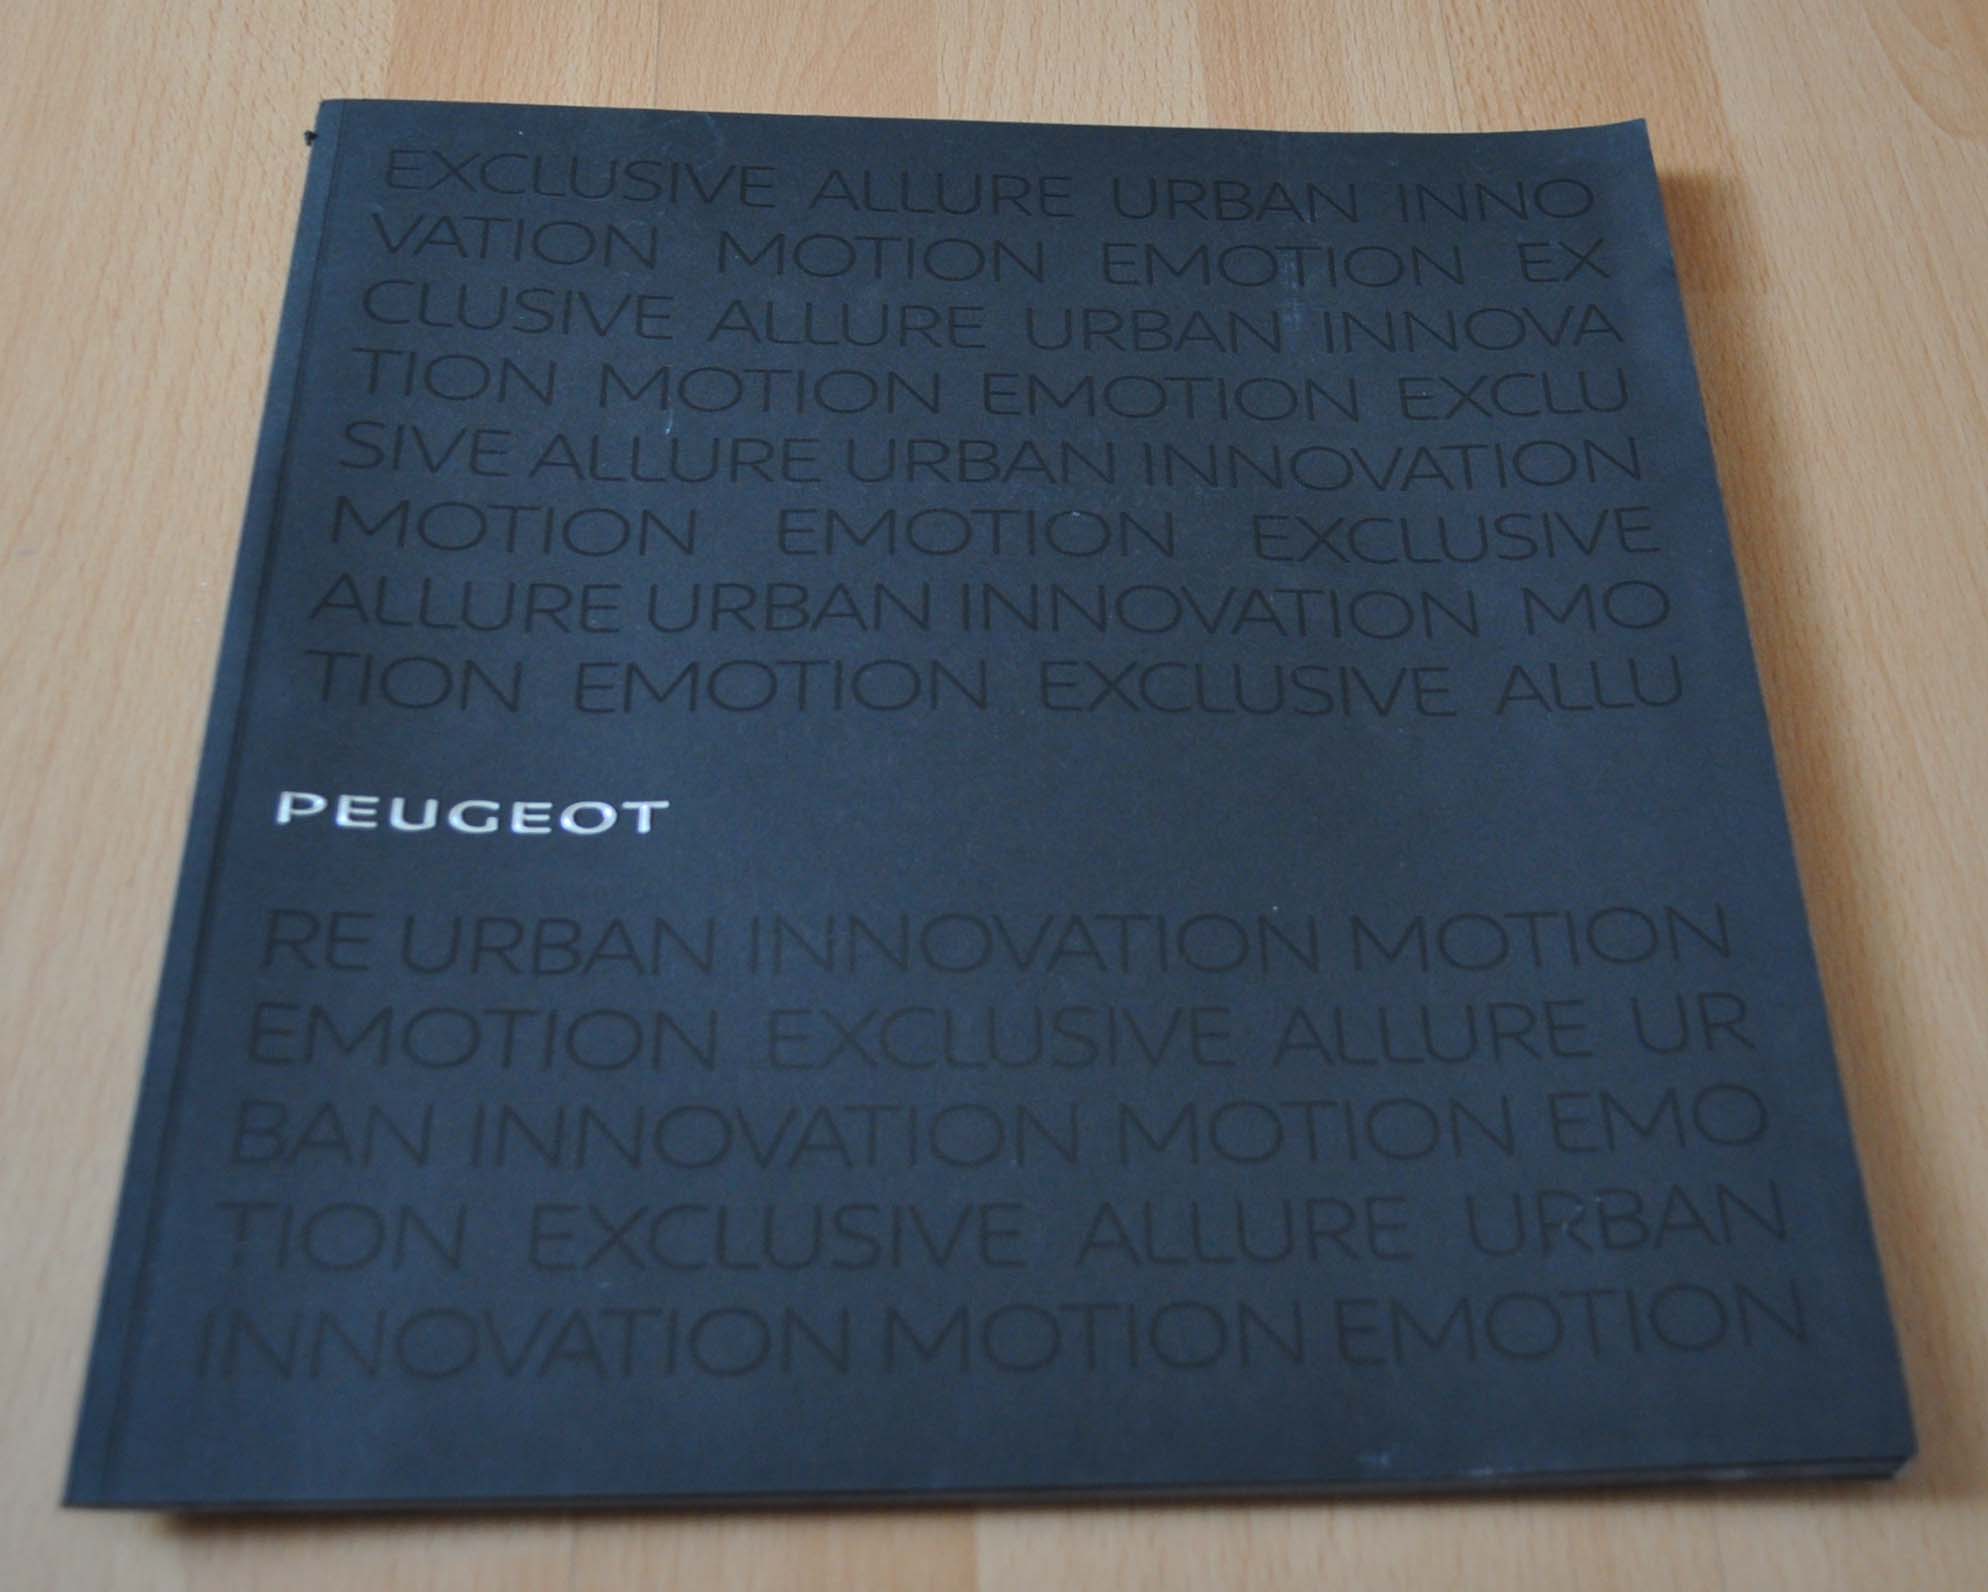 EXCLUSIVE ALLURE URBAN INNO
VATION MOTION EMOTION EX
CLUSIVE ALLURE URBAN INNOVA
TION MOTION EMOTION EXCLU
SIVE ALLURE URBAN INNOVATION
MOTION EMOTION EXCLUSIVE
ALLURE URBAN INNOVATION MO
TION EMOTION EXCLUSIVE ALLU
PEUGEOT
RE URBAN INNOVATION MOTION
EMOTION EXCLUSIVE ALLURE UR
BAN INNOVATION MOTION EMO
TION EXCLUSIVE ALLURE URBAN
INNOVATION MOTION EMOTION